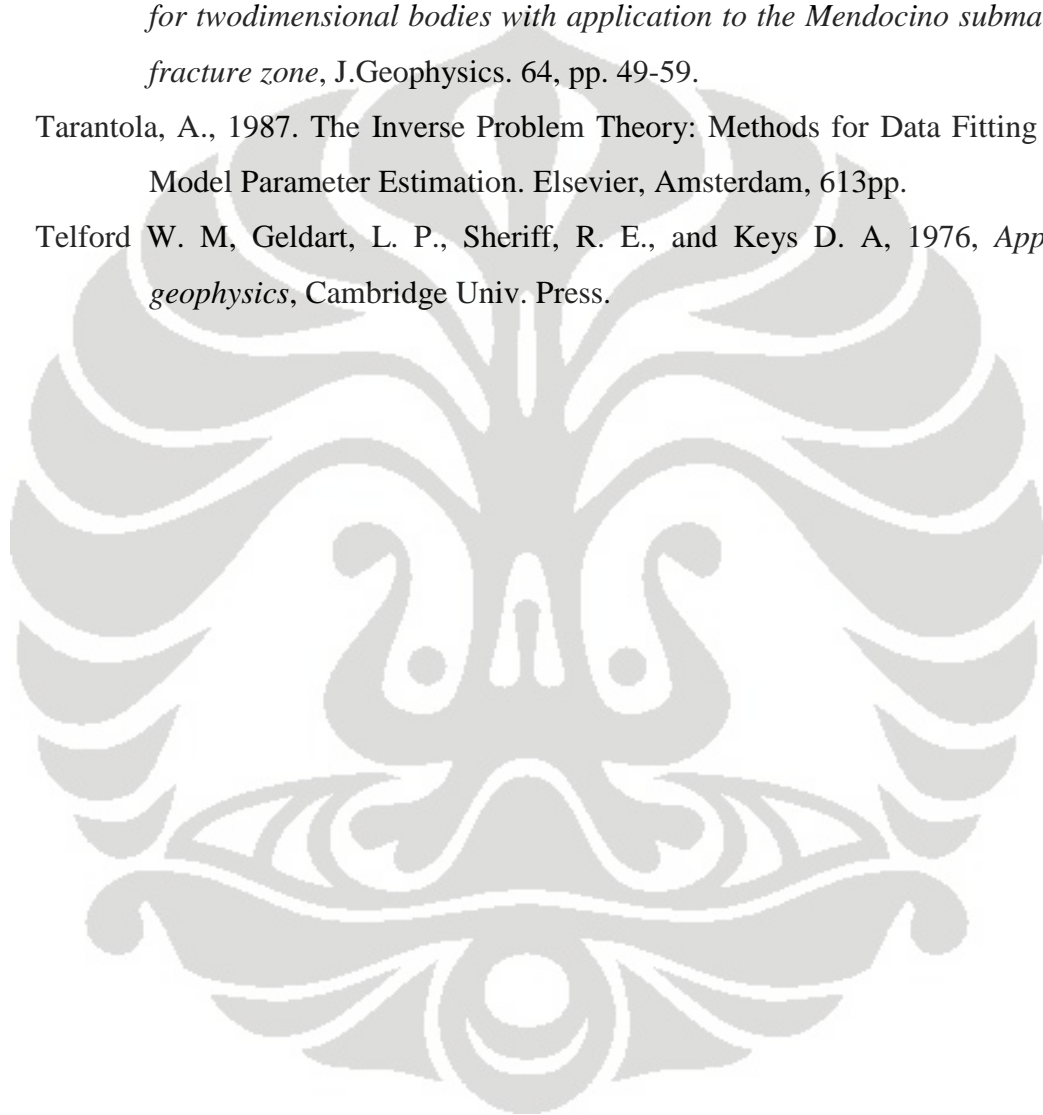 for twodimensional bodies with application to the Mendocino subma
fracture zone, J.Geophysics. 64, pp. 49-59.
Tarantola, A., 1987. The Inverse Problem Theory: Methods for Data Fitting
Model Parameter Estimation. Elsevier, Amsterdam, 613pp.
Telford W. M, Geldart, L. P., Sheriff, R. E., and Keys D. A, 1976, App
geophysics, Cambridge Univ. Press.